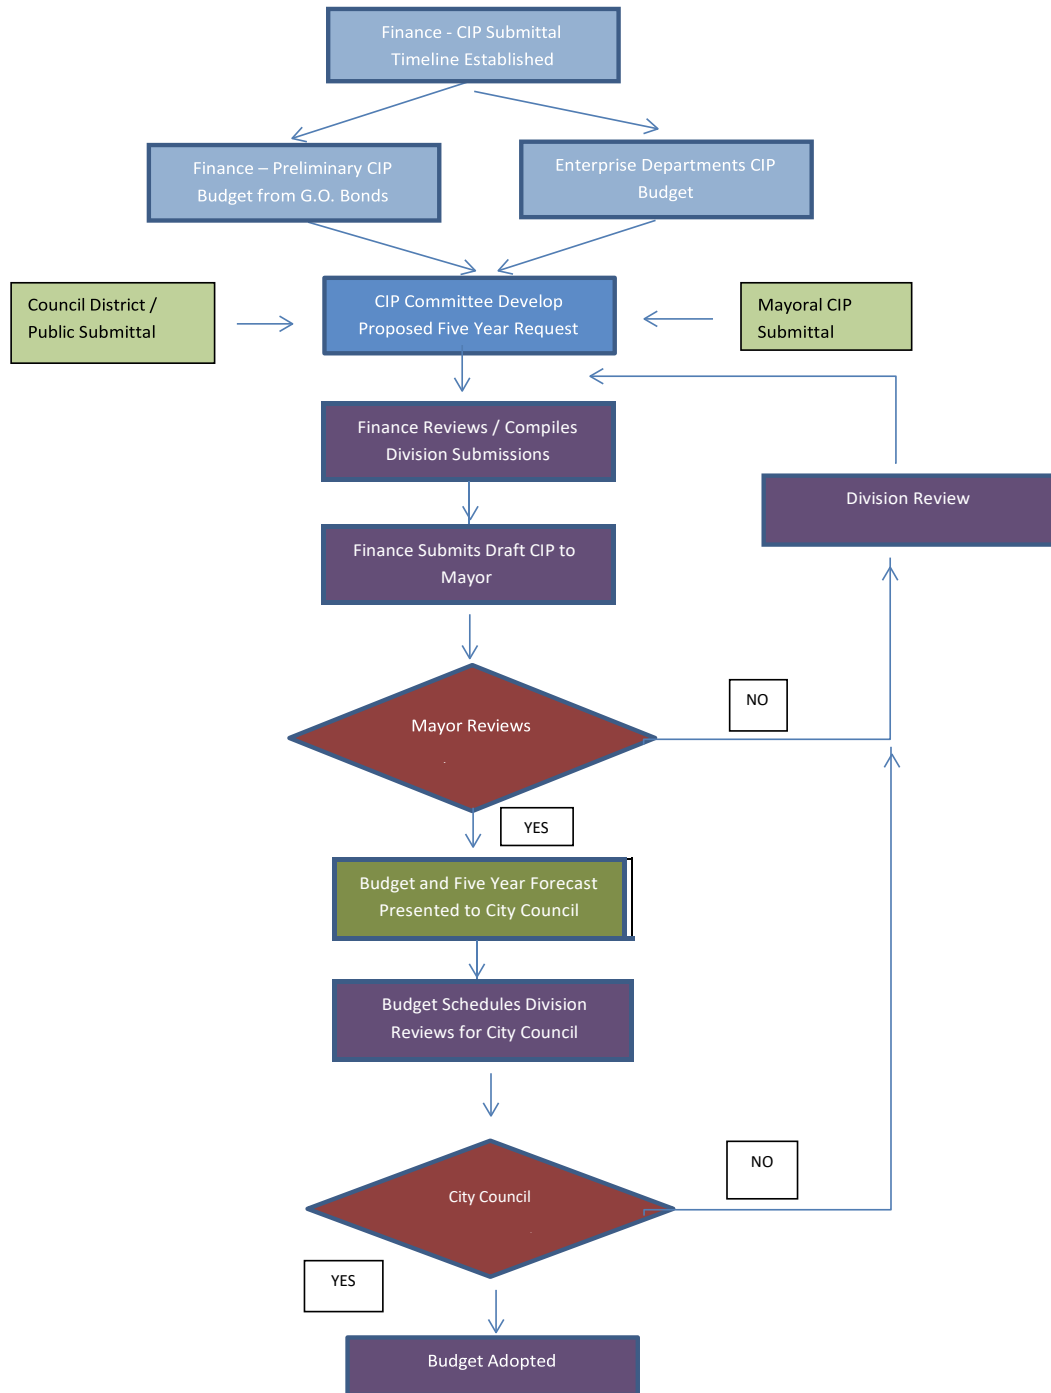 Finance - CIP Submittal
Timeline Established
Finance – Preliminary CIP
Budget from G.O. Bonds
Enterprise Departments CIP
Budget
Council District /
Public Submittal
CIP Committee Develop
Proposed Five Year Request
Mayoral CIP
Submittal
Finance Reviews / Compiles
Division Submissions
Division Review
Finance Submits Draft CIP to
Mayor
Mayor Reviews
NO
YES
Budget and Five Year Forecast
Presented to City Council
Budget Schedules Division
Reviews for City Council
City Council
NO
YES
Budget Adopted